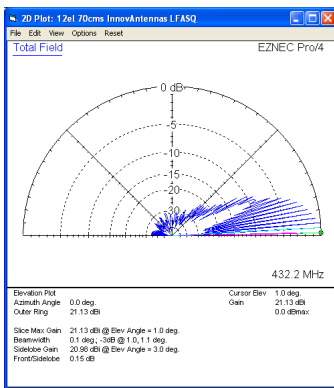 2D Plot: 12el 70cms InnovAntennas LFASQ
File Edit View Options Reset
Total Field
EZNEC Pro/4
0 dB
-5
-10
-15
-20
-30
432.2 MHz
Elevation Plot
Azimuth Angle 0.0 deg.
Outer Ring 21.13 dBi
Cursor Elev 1.0 deg.
Gain 21.13 dBi
0.0 dBmax
Slice Max Gain 21.13 dBi @ Elev Angle = 1.0 deg.
Beamwidth 0.1 deg.; -3dB @ 1.0, 1.1 deg.
Sidelobe Gain 20.98 dBi @ Elev Angle = 3.0 deg.
Front/Sidelobe 0.15 dB